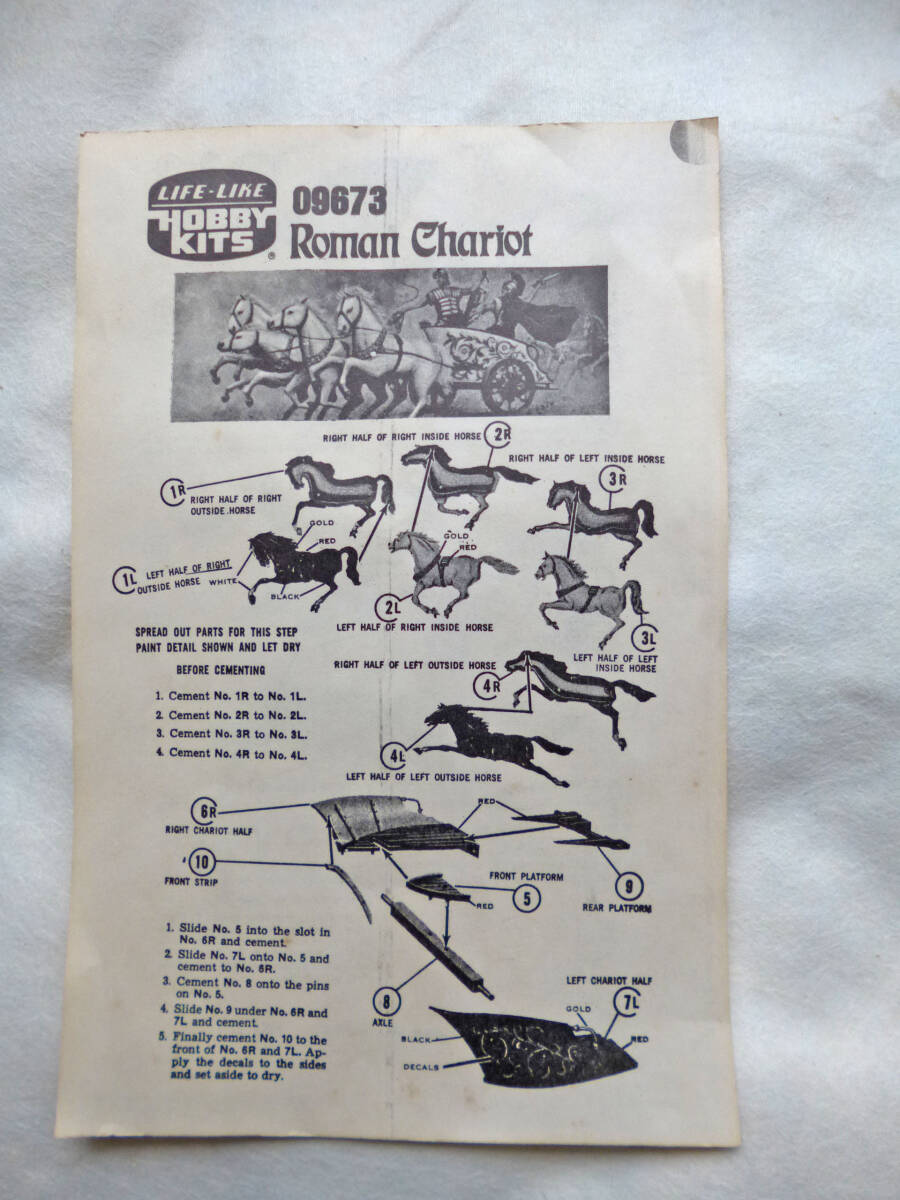 LIFE-LIKE
HOBBY
KITS ®
09673
Roman Chariot
RIGHT HALF OF RIGHT INSIDE HORSE 2R
RIGHT HALF OF LEFT INSIDE HORSE
3R
1R
RIGHT HALF OF RIGHT
OUTSIDE HORSE
GOLD
RED
GOLD
RED
1L LEFT HALF OF RIGHT
OUTSIDE HORSE WHITE
BLACK
2L
LEFT HALF OF RIGHT INSIDE HORSE
3L
LEFT HALF OF LEFT
INSIDE HORSE
SPREAD OUT PARTS FOR THIS STEP
PAINT DETAIL SHOWN AND LET DRY
BEFORE CEMENTING
1. Cement No. 1R to No. 1L.
2. Cement No. 2R to No. 2L.
3. Cement No. 3R to No. 3L.
4. Cement No. 4R to No. 4L.
RIGHT HALF OF LEFT OUTSIDE HORSE
4R
4L
LEFT HALF OF LEFT OUTSIDE HORSE
6R
RIGHT CHARIOT HALF
RED
10
FRONT STRIP
FRONT PLATFORM
5
RED
9
REAR PLATFORM
1. Slide No. 5 into the slot in
No. 6R and cement.
2. Slide No. 7L onto No. 5 and
cement to No. 6R.
3. Cement No. 8 onto the pins
on No. 5.
4. Slide No. 9 under No. 6R and
7L and cement.
5. Finally cement No. 10 to the
front of No. 6R and 7L. Ap-
ply the decals to the sides
and set aside to dry.
8
AXLE
LEFT CHARIOT HALF
7L
GOLD
BLACK
RED
DECALS